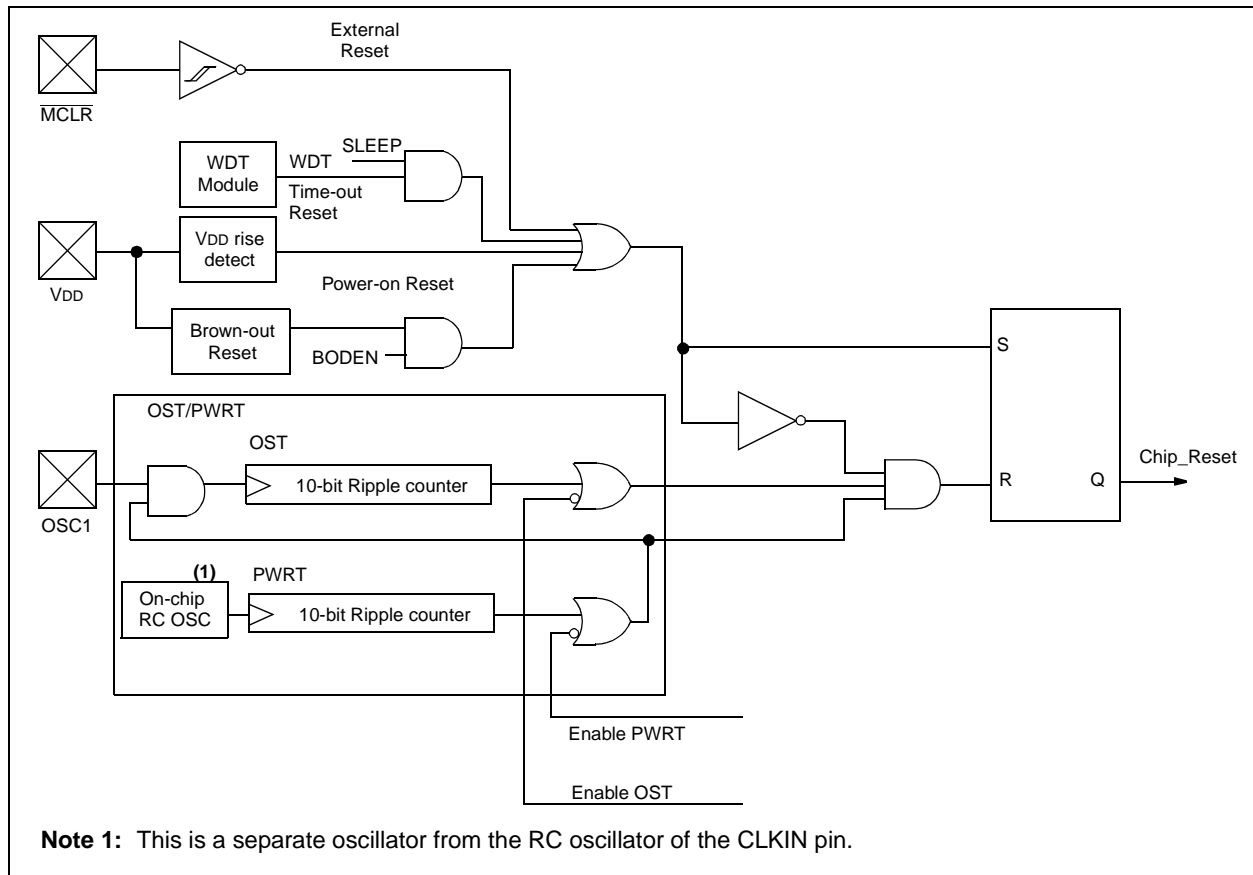 External
Reset
MCLR
SLEEP
WDT
Module
WDT
Time-out
Reset
VDD
VDD rise
detect
Power-on Reset
Brown-out
Reset
BODEN
OST/PWRT
OST
10-bit Ripple counter
OSC1
(1)
On-chip
RC OSC
PWRT
10-bit Ripple counter
Enable PWRT
Enable OST
S
R
Q
Chip_Reset
Note 1: This is a separate oscillator from the RC oscillator of the CLKIN pin.